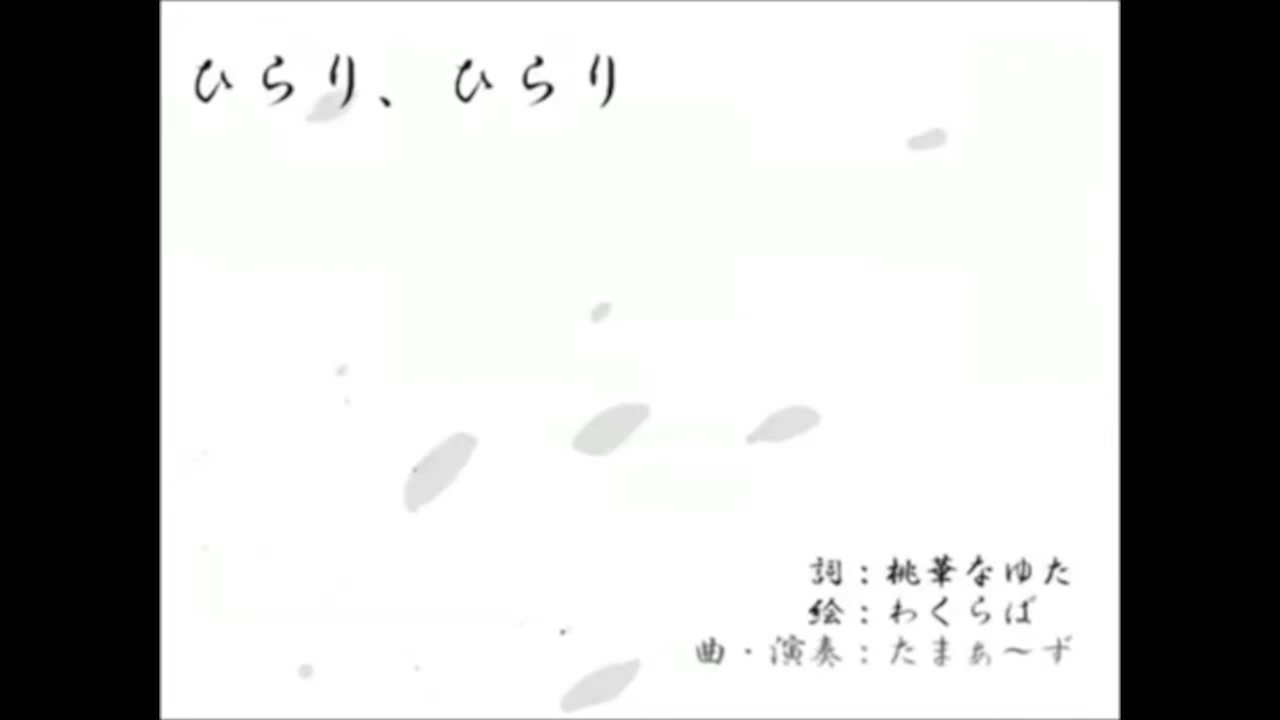 ひらり、ひらり
詞：桃華なゆた
絵：わくらば
曲・演奏：たまぁ～ず